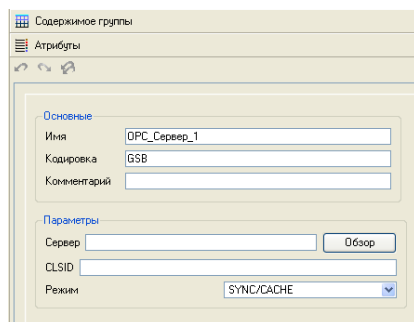 Содержимое группы
Атрибуты
Основные
Имя OPC_Сервер_1
Кодировка GSB
Комментарий
Параметры
Сервер Обзор
CLSID
Режим SYNC/CACHE